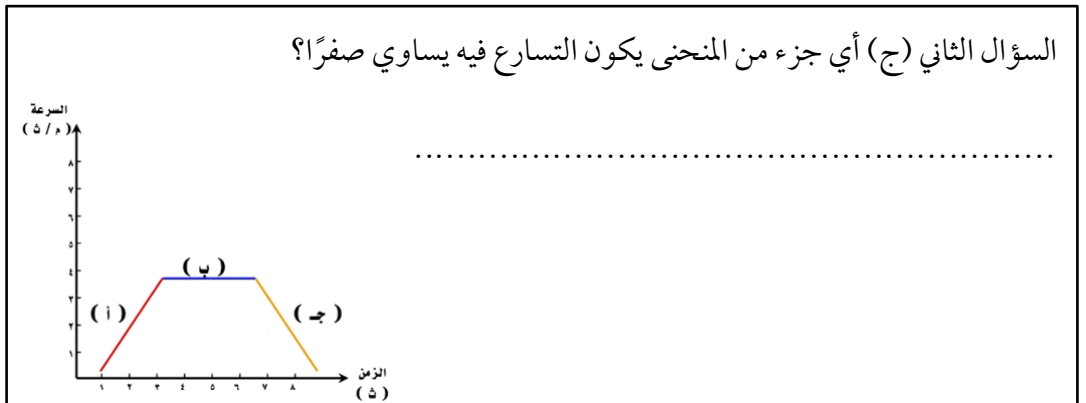 السؤال الثاني (ج) أي جزء من المنحنى يكون التسارع فيه يساوي صفرًا؟
............................................................
السرعة
( م / ث )
٨
٧
٦
٥
٤
٣
٢
١
( أ )
( ب )
( جـ )
١ ٢ ٣ ٤ ٥ ٦ ٧ ٨
الزمن
( ث )